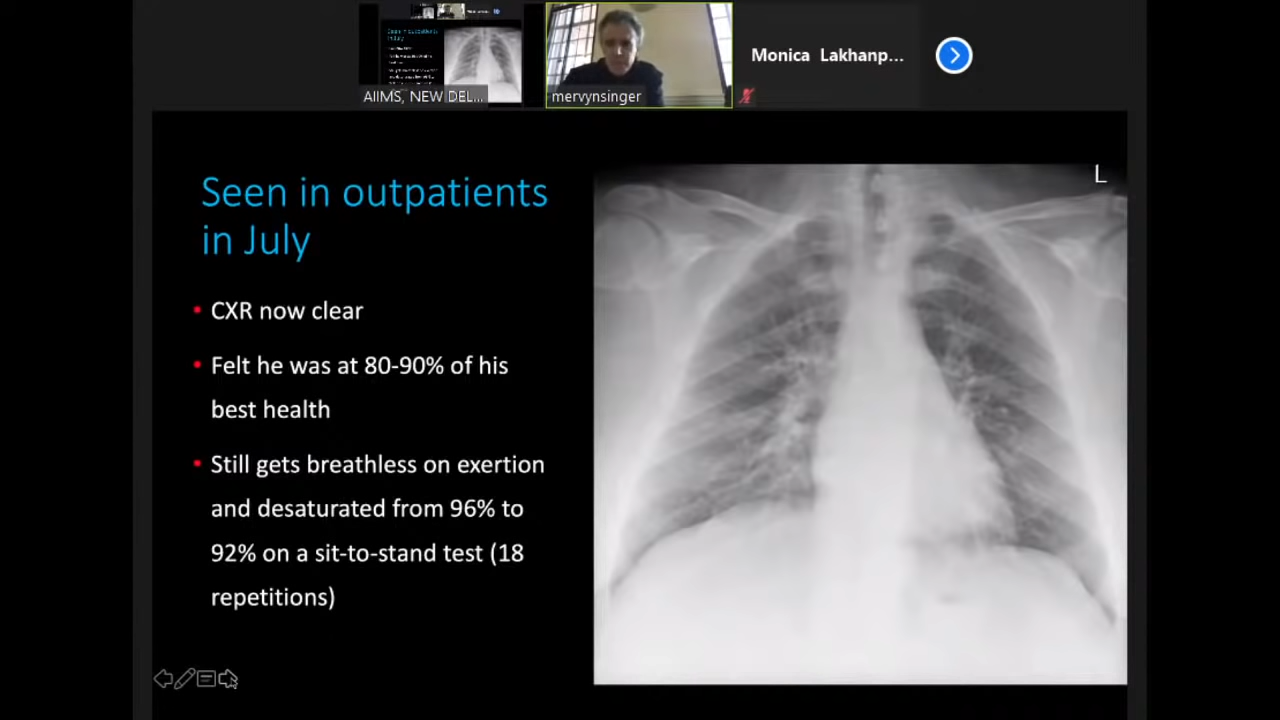 AIIMS, NEW DEL...
mervynsinger
Monica Lakhanp...
Seen in outpatients
in July
L
• CXR now clear
• Felt he was at 80-90% of his
best health
• Still gets breathless on exertion
and desaturated from 96% to
92% on a sit-to-stand test (18
repetitions)